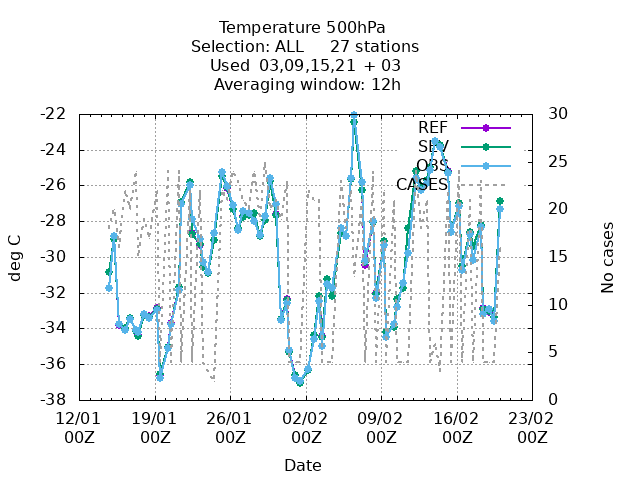 Temperature 500hPa
Selection: ALL 27 stations
Used 03,09,15,21 + 03
Averaging window: 12h
-22
-24
-26
-28
-30
-32
-34
-36
-38
30
25
20
15
10
5
0
REF
SEV
OBS
CASES
deg C
No cases
12/01 19/01 26/01 02/02 09/02 16/02 23/02
00Z 00Z 00Z 00Z 00Z 00Z 00Z
Date